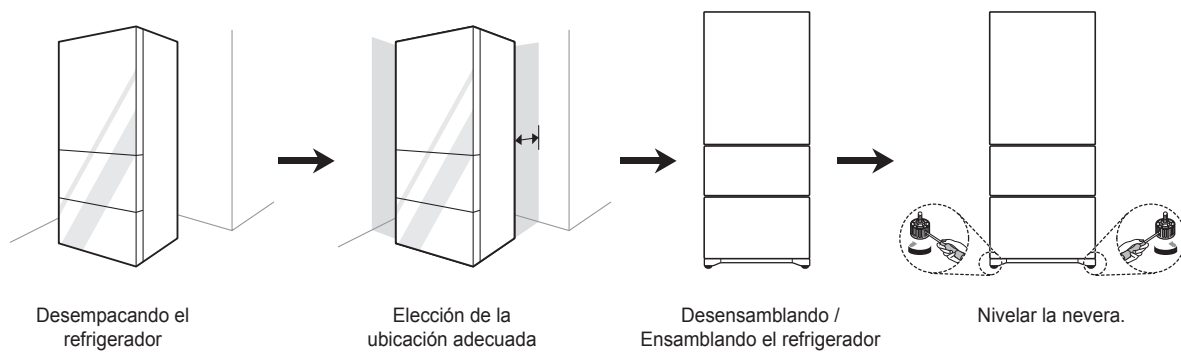 Desempacando el
refrigerador
Elección de la
ubicación adecuada
Desensamblando /
Ensamblando el refrigerador
Nivelar la nevera.